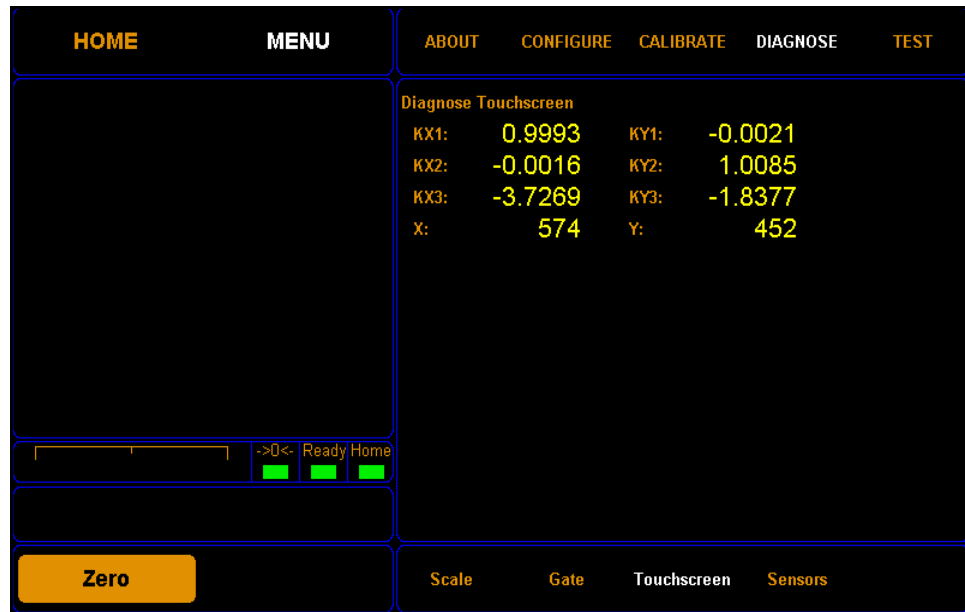 HOME MENU ABOUT CONFIGURE CALIBRATE DIAGNOSE TEST
Diagnose Touchscreen
KX1: 0.9993 KY1: -0.0021
KX2: -0.0016 KY2: 1.0085
KX3: -3.7269 KY3: -1.8377
X: 574 Y: 452
->0<- Ready Home
Zero Scale Gate Touchscreen Sensors